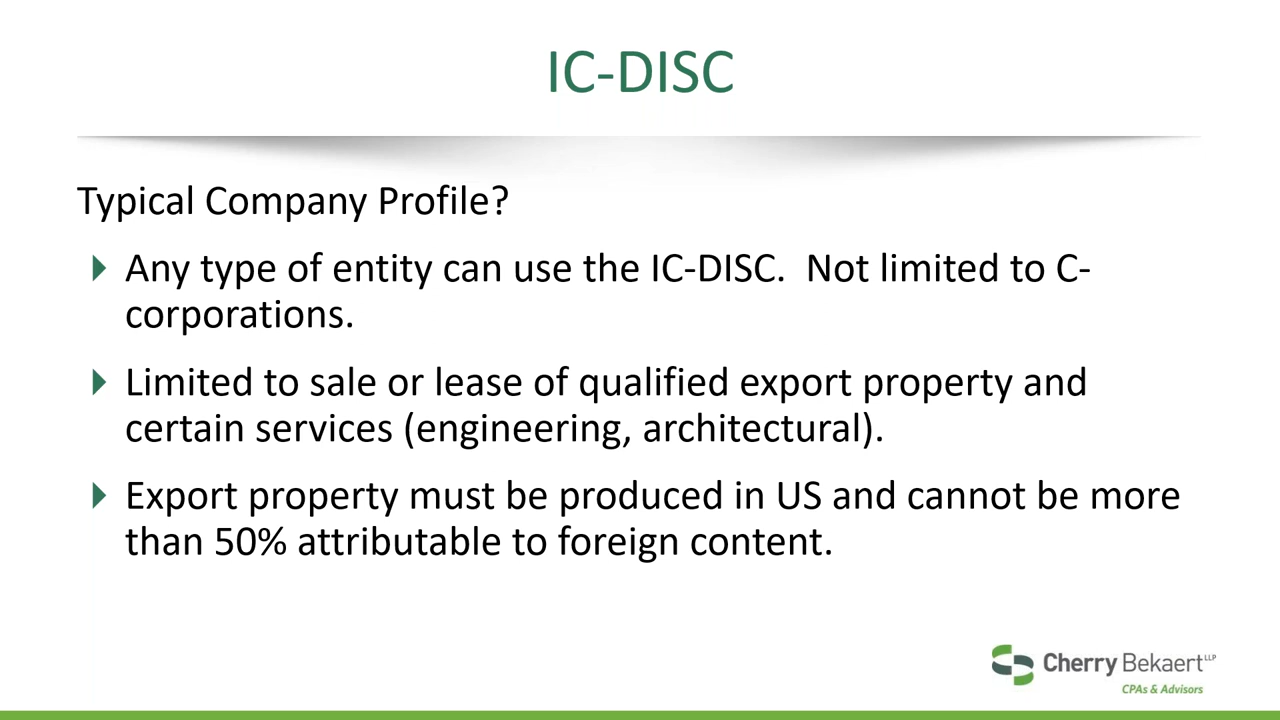 IC-DISC
Typical Company Profile?
Any type of entity can use the IC-DISC.  Not limited to C-
corporations.
Limited to sale or lease of qualified export property and
certain services (engineering, architectural).
Export property must be produced in US and cannot be more
than 50% attributable to foreign content.
Cherry Bekaert LLP
CPAs & Advisors